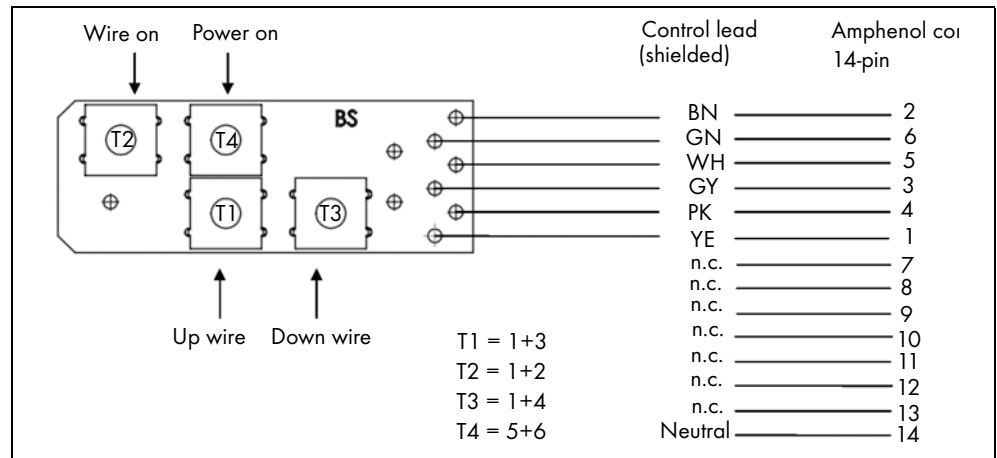 Wire on Power on Control lead Amphenol cor
(shielded) 14-pin
BS
T2 T4
T1 T3
BN 2
GN 6
WH 5
GY 3
PK 4
YE 1
n.c. 7
n.c. 8
n.c. 9
n.c. 10
n.c. 11
n.c. 12
n.c. 13
Neutral 14
Up wire Down wire
T1 = 1+3
T2 = 1+2
T3 = 1+4
T4 = 5+6